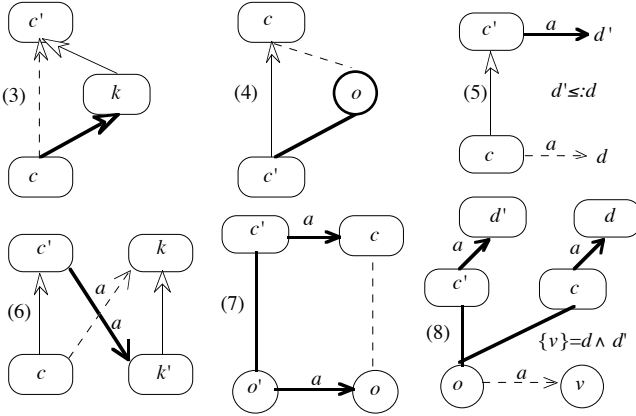 c' c c' a d'
(3) k (4) o (5) d'≤:d
c c' c a d
c' k c' a c d' d
a a
(6) a a (7) c' c
(8) {v}=d ∧ d'
c k' o' a o o a v